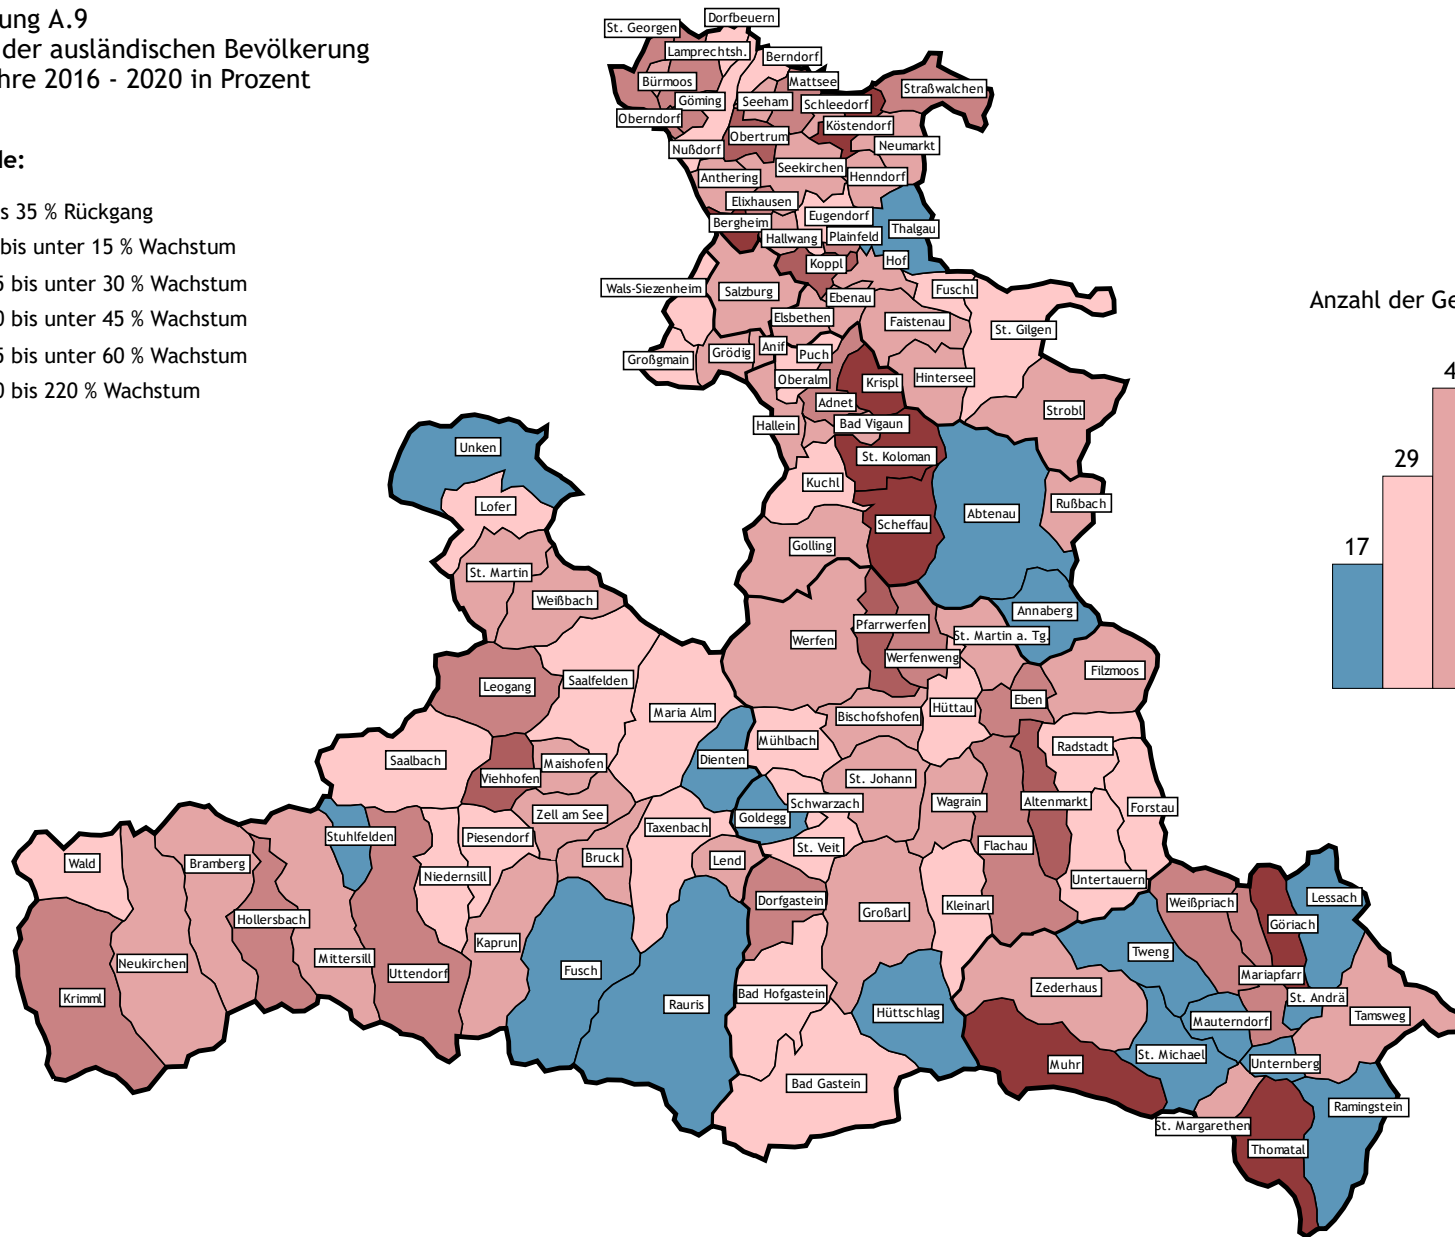 ung A.9
der ausländischen Bevölkerung
hre 2016 - 2020 in Prozent
de:
s 35 % Rückgang
bis unter 15 % Wachstum
5 bis unter 30 % Wachstum
0 bis unter 45 % Wachstum
5 bis unter 60 % Wachstum
0 bis 220 % Wachstum
Anzahl der Ge
17
29
4
Dorfbeuern
St. Georgen
Lamprechtsh.
Berndorf
Bürmoos
Mattsee
Straßwalchen
Göming
Seeham
Schleedorf
Oberndorf
Köstendorf
Obertrum
Neumarkt
Nußdorf
Seekirchen
Anthering
Henndorf
Elixhausen
Eugendorf
Bergheim
Thalgau
Hallwang
Plainfeld
Koppl
Hof
Wals-Siezenheim
Salzburg
Fuschl
Ebenau
Elsbethen
Faistenau
St. Gilgen
Anif
Grödig
Puch
Großgmain
Oberalm
Krispl
Hintersee
Adnet
Strobl
Hallein
Bad Vigaun
Unken
St. Koloman
Kuchl
Lofer
Rußbach
Abtenau
Scheffau
Golling
St. Martin
Weißbach
Annaberg
Pfarrwerfen
St. Martin a. Tg.
Werfen
Werfenweng
Filzmoos
Saalfelden
Leogang
Eben
Hüttau
Maria Alm
Bischofshofen
Mühlbach
Radstadt
Dienten
Saalbach
Maishofen
Viehhofen
St. Johann
Schwarzach
Wagrain
Altenmarkt
Forstau
Zell am See
Goldegg
Taxenbach
Stuhlfelden
Piesendorf
St. Veit
Flachau
Bruck
Lend
Wald
Bramberg
Niedernsill
Untertauern
Lessach
Dorfgastein
Weißpriach
Kleinarl
Großarl
Hollersbach
Göriach
Kaprun
Tweng
Mittersill
Neukirchen
Uttendorf
Fusch
Mariapfarr
Zederhaus
Bad Hofgastein
Krimml
St. Andrä
Rauris
Hüttschlag
Tamsweg
Mauterndorf
St. Michael
Muhr
Unternberg
Bad Gastein
Ramingstein
St. Margarethen
Thomatal